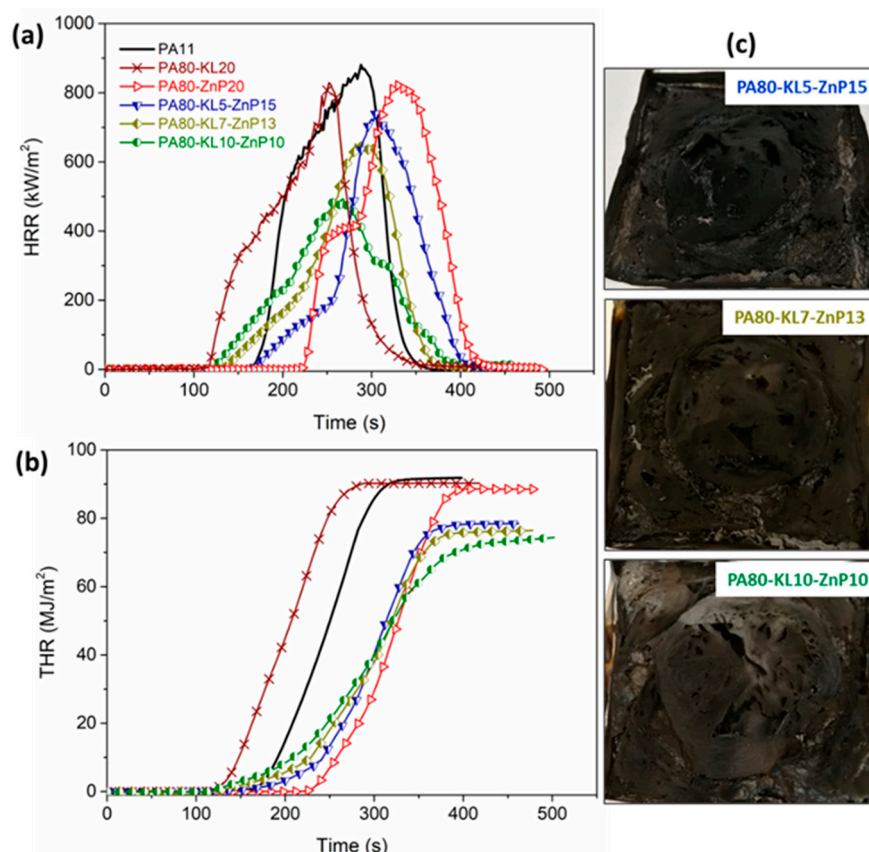 (a)
1000
800
600
400
200
0
HRR (kW/m²)
PA11
PA80-KL20
PA80-ZnP20
PA80-KL5-ZnP15
PA80-KL7-ZnP13
PA80-KL10-ZnP10
0 100 200 300 400 500
Time (s)
(b)
100
80
60
40
20
0
THR (MJ/m²)
0 100 200 300 400 500
Time (s)
(c)
PA80-KL5-ZnP15
PA80-KL7-ZnP13
PA80-KL10-ZnP10